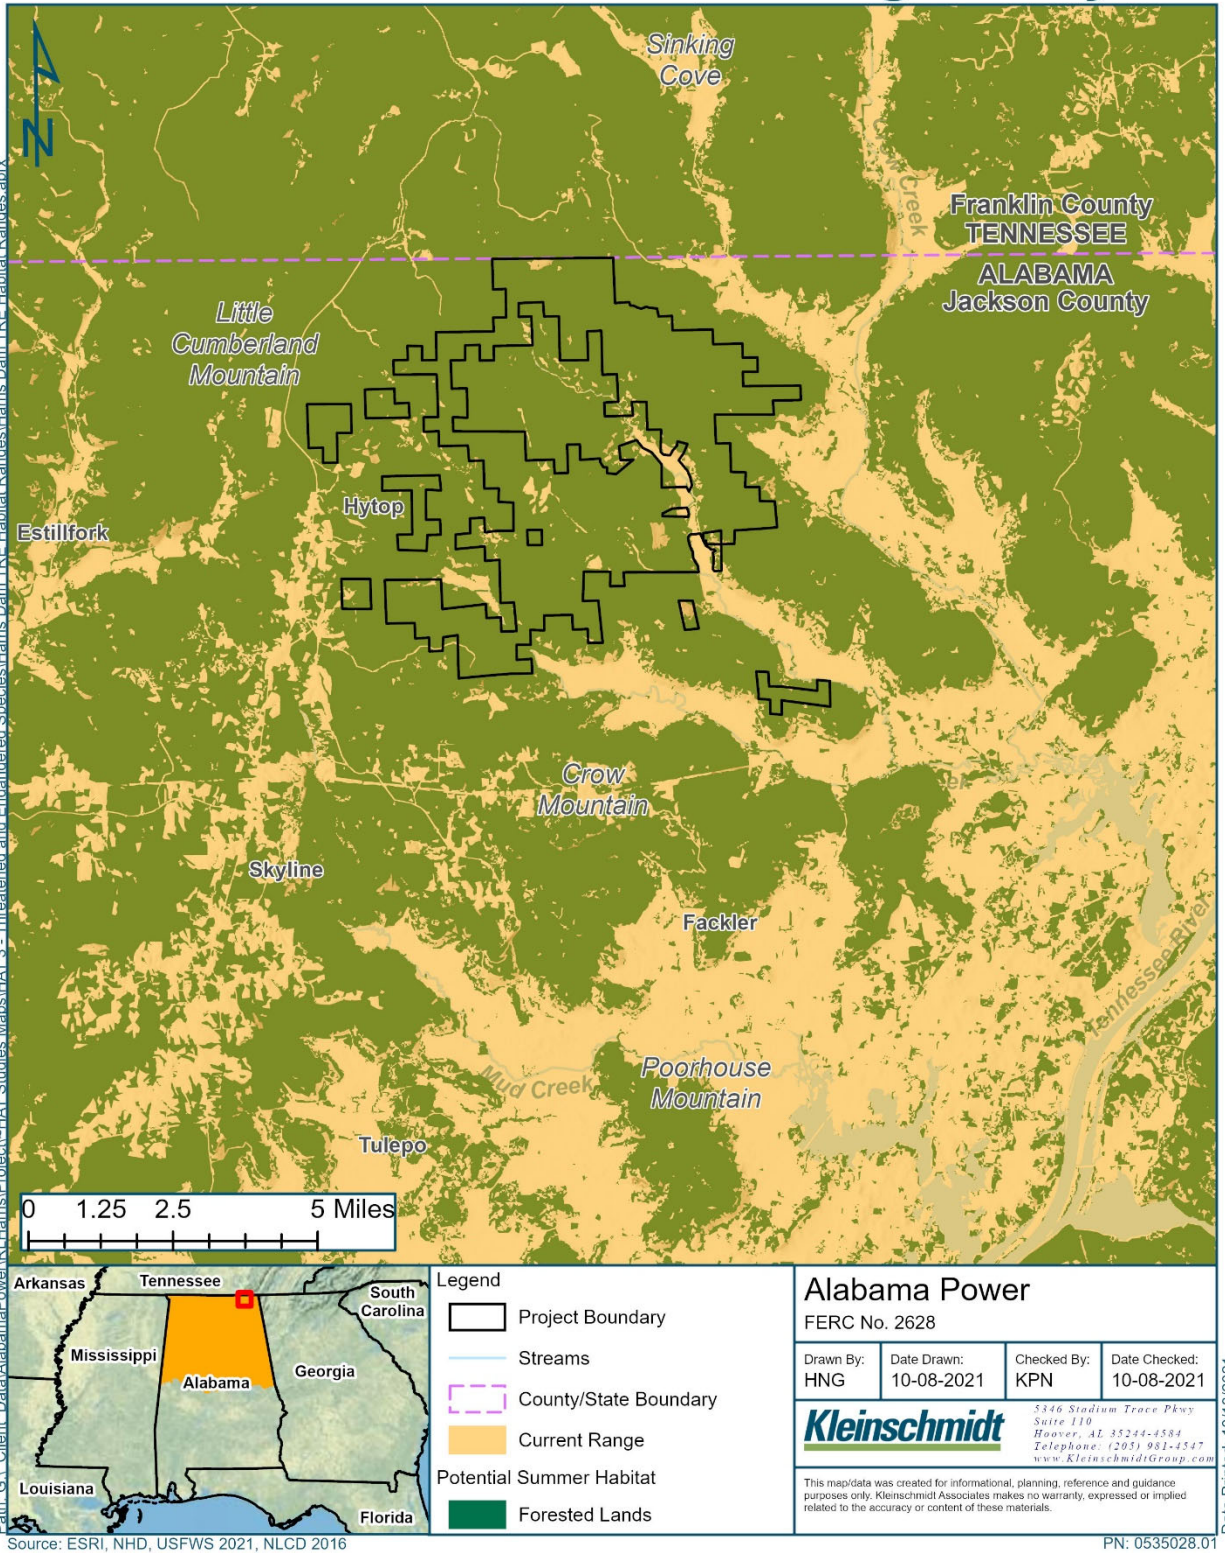 N
Sinking
Cove
Crow Creek
Franklin County
TENNESSEE
ALABAMA
Jackson County
Little
Cumberland
Mountain
Hytop
Estillfork
Crow
Mountain
Skyline
Fackler
Tennessee River
Poorhouse
Mountain
Mud Creek
Tulepo
0 1.25 2.5 5 Miles
Arkansas
Tennessee
South
Carolina
Mississippi
Alabama
Georgia
Louisiana
Florida
Legend
Project Boundary
Streams
County/State Boundary
Current Range
Potential Summer Habitat
Forested Lands
Alabama Power
FERC No. 2628
Drawn By: Date Drawn: Checked By: Date Checked:
HNG 10-08-2021 KPN 10-08-2021
Kleinschmidt
5346 Stadium Trace Pkwy
Suite 110
Hoover, AL 35244-4584
Telephone: (205) 981-4547
www.KleinschmidtGroup.com
This map/data was created for informational, planning, reference and guidance
purposes only. Kleinschmidt Associates makes no warranty, expressed or implied
related to the accuracy or content of these materials.
Source: ESRI, NHD, USFWS 2021, NLCD 2016
PN: 0535028.01